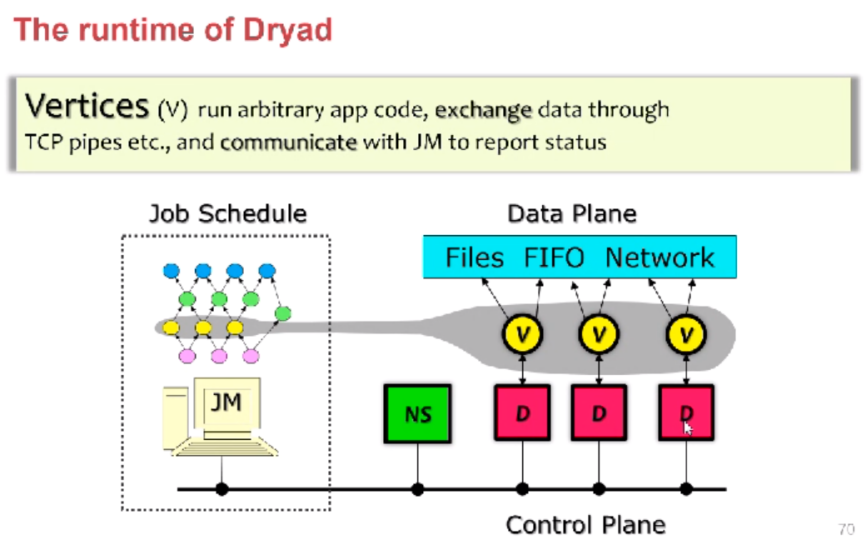 The runtime of Dryad
Vertices (V) run arbitrary app code, exchange data through
TCP pipes etc., and communicate with JM to report status
Job Schedule
Data Plane
Files FIFO Network
V V V
JM
NS D D D
Control Plane
70